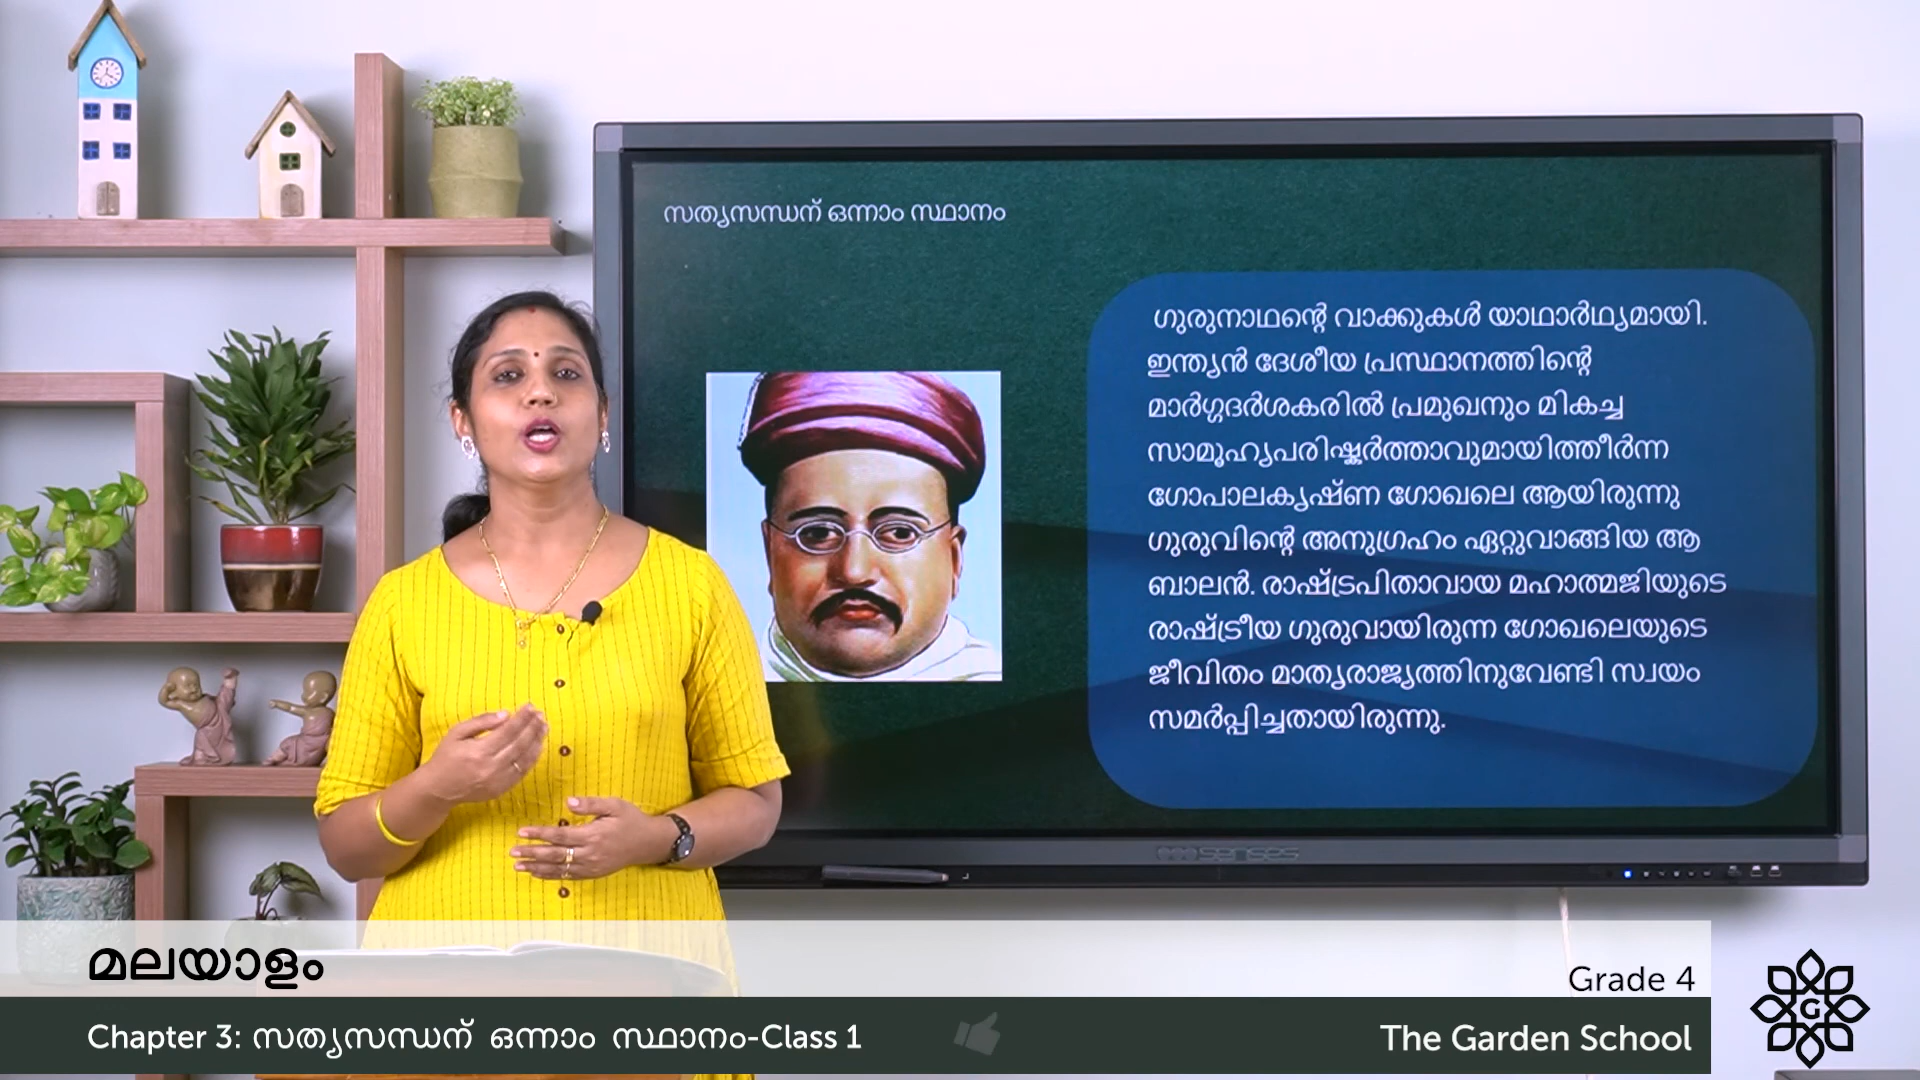 സത്യസന്ധന് ഒന്നാം സ്ഥാനം
ഗുരുനാഥന്റെ വാക്കുകൾ യാഥാർഥ്യമായി.
ഇന്ത്യൻ ദേശീയ പ്രസ്ഥാനത്തിന്റെ
മാർഗ്ഗദർശകരിൽ പ്രമുഖനും മികച്ച
സാമൂഹ്യപരിഷ്കർത്താവുമായിത്തീർന്ന
ഗോപാലകൃഷ്ണ ഗോഖലെ ആയിരുന്നു
ഗുരുവിന്റെ അനുഗ്രഹം ഏറ്റുവാങ്ങിയ ആ
ബാലൻ. രാഷ്ട്രപിതാവായ മഹാത്മജിയുടെ
രാഷ്ട്രീയ ഗുരുവായിരുന്ന ഗോഖലെയുടെ
ജീവിതം മാതൃരാജ്യത്തിനുവേണ്ടി സ്വയം
സമർപ്പിച്ചതായിരുന്നു.
senses
മലയാളം
Grade 4
Chapter 3: സത്യസന്ധന് ഒന്നാം സ്ഥാനം-Class 1
The Garden School
G